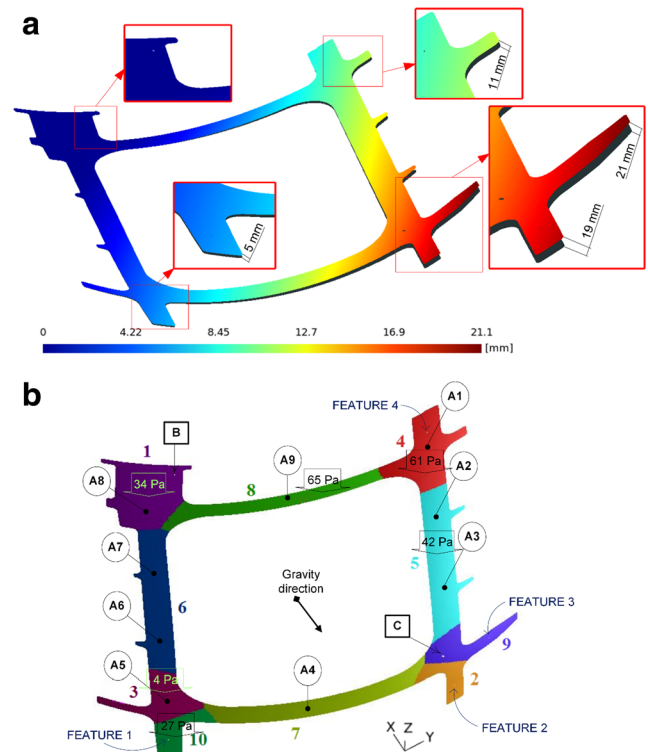 a
11 mm
21 mm
19 mm
5 mm
0 4.22 8.45 12.7 16.9 21.1
[mm]
b
FEATURE 4
A1
1
B
4
A9
61 Pa
A2
34 Pa
65 Pa
A8
8
A7
42 Pa
A3
5
Gravity
direction
A6
6
FEATURE 3
C
9
A5
A4
4 Pa
3
2
27 Pa
X Z Y
FEATURE 1
10
7
FEATURE 2